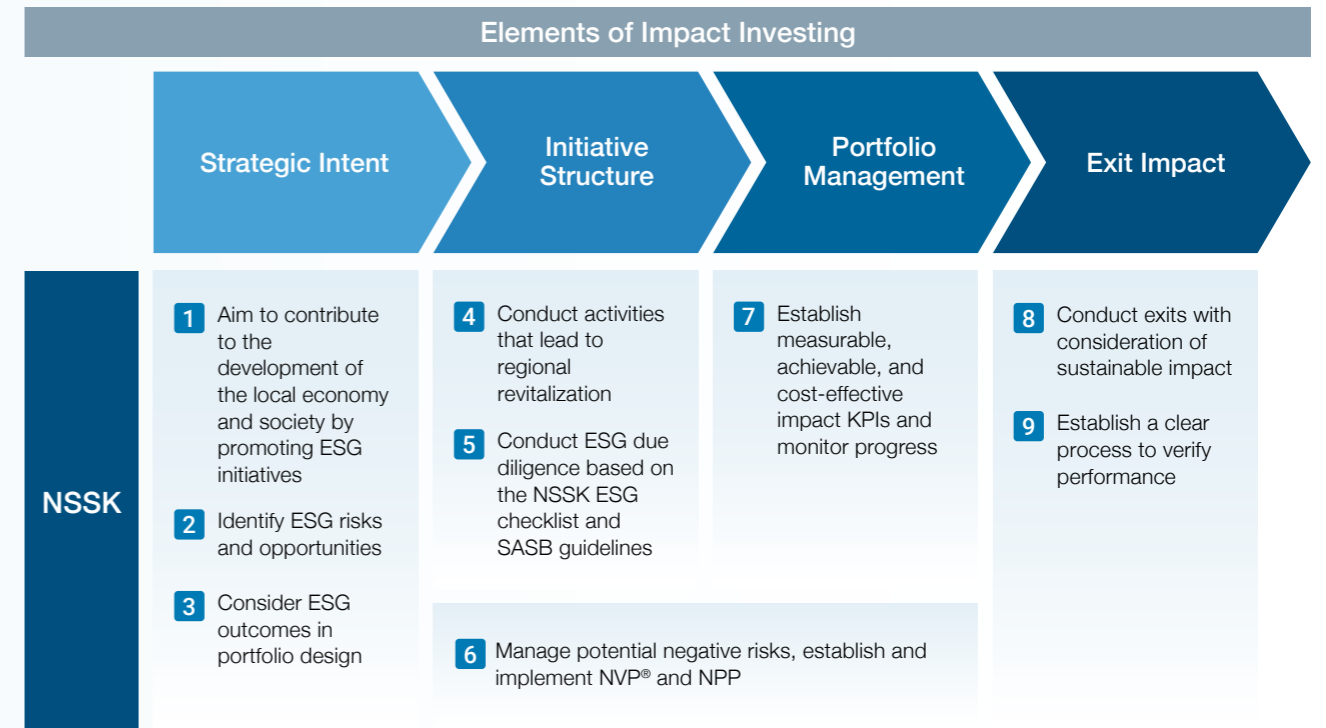 Elements of Impact Investing
Strategic Intent
Initiative
Structure
Portfolio
Management
Exit Impact
NSSK
1 Aim to contribute
to the
development of
the local economy
and society by
promoting ESG
initiatives
2 Identify ESG risks
and opportunities
3 Consider ESG
outcomes in
portfolio design
4 Conduct activities
that lead to
regional
revitalization
5 Conduct ESG due
diligence based on
the NSSK ESG
checklist and
SASB guidelines
6 Manage potential negative risks, establish and
implement NVP® and NPP
7 Establish
measurable,
achievable, and
cost-effective
impact KPIs and
monitor progress
8 Conduct exits with
consideration of
sustainable impact
9 Establish a clear
process to verify
performance